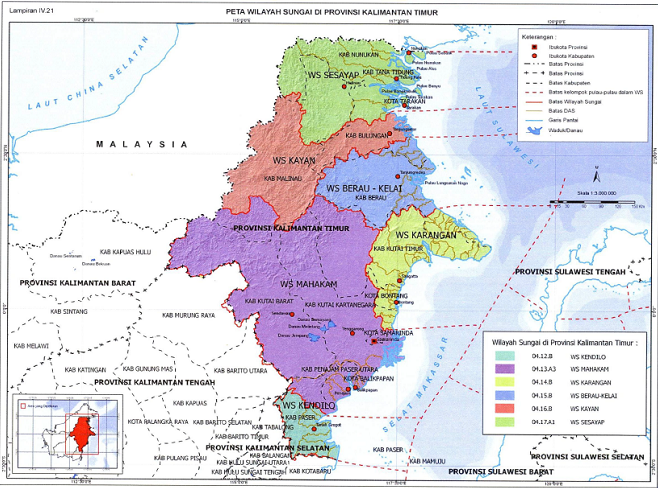 Lampiran IV.21
PETA WILAYAH SUNGAI DI PROVINSI KALIMANTAN TIMUR
Keterangan :
Ibukota Provinsi
Ibukota Kabupaten
Batas Provinsi
Batas Kabupaten
Batas kelompok pulau-pulau dalam WS
Batas Wilayah Sungai
Batas DAS
Garis Pantai
Waduk/Danau
Skala 1:3.000.000
LAUT CHINA SELATAN
MALAYSIA
KAB NUNUKAN
WS SESAYAP
KAB TANA TIDUNG
KOTA TARAKAN
LAUT SULAWESI
KAB BULUNGAN
WS KAYAN
KAB MALINAU
WS BERAU - KELAI
KAB BERAU
PROVINSI KALIMANTAN TIMUR
WS KARANGAN
KAB KUTAI TIMUR
KAB KAPUAS HULU
PROVINSI KALIMANTAN BARAT
WS MAHAKAM
PROVINSI SULAWESI TENGAH
KAB KUTAI BARAT
KAB KUTAI KARTANEGARA
KOTA BONTANG
KAB SINTANG
KAB MURUNG RAYA
KOTA SAMARINDA
KAB MELAWI
KAB KATINGAN
KAB GUNUNG MAS
KAB BARITO UTARA
KAB PENAJAM PASER UTARA
KOTA BALIKPAPAN
PROVINSI KALIMANTAN TENGAH
SELAT MAKASSAR
KAB KAPUAS
WS KENDILO
KAB PASER
KOTA PALANGKA RAYA
KAB BARITO SELATAN
KAB TABALONG
KAB BARITO TIMUR
PROVINSI KALIMANTAN SELATAN
KAB PULANG PISAU
KAB BALANGAN
KAB HULU SUNGAI UTARA
KAB HULU SUNGAI TENGAH
KAB KOTABARU
KAB PASER
KAB MAMUJU
PROVINSI SULAWESI BARAT
PROVINSI SULAWESI SELATAN
Wilayah Sungai di Provinsi Kalimantan Timur :
04.12.B WS KENDILO
04.13.A3 WS MAHAKAM
04.14.B WS KARANGAN
04.15.B WS BERAU-KELAI
04.16.B WS KAYAN
04.17.A1 WS SESAYAP